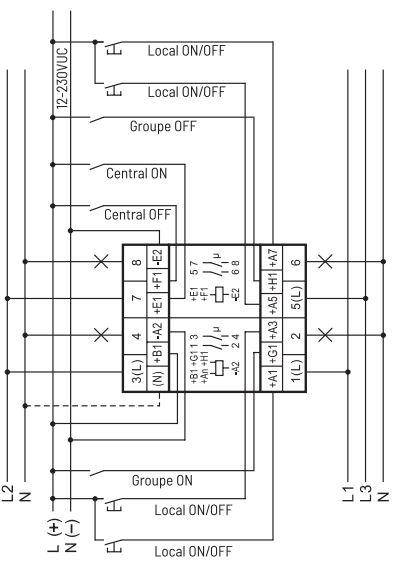 Local ON/OFF
12-230VUC
Local ON/OFF
Groupe OFF
Central ON
Central OFF
8 -E2
+F1
7 +E1
4 -A2
+B1
3(L) (N)
5 7
µ
6 8
+E1
+F1
-E2
1 3
µ
2 4
+B1 +G1
+An +H1
-A2
+A7 6
+H1
+A5 5(L)
+A3 2
+G1
+A1 1(L)
Groupe ON
Local ON/OFF
Local ON/OFF
L2
N
L (+)
N (−)
L1
L3
N